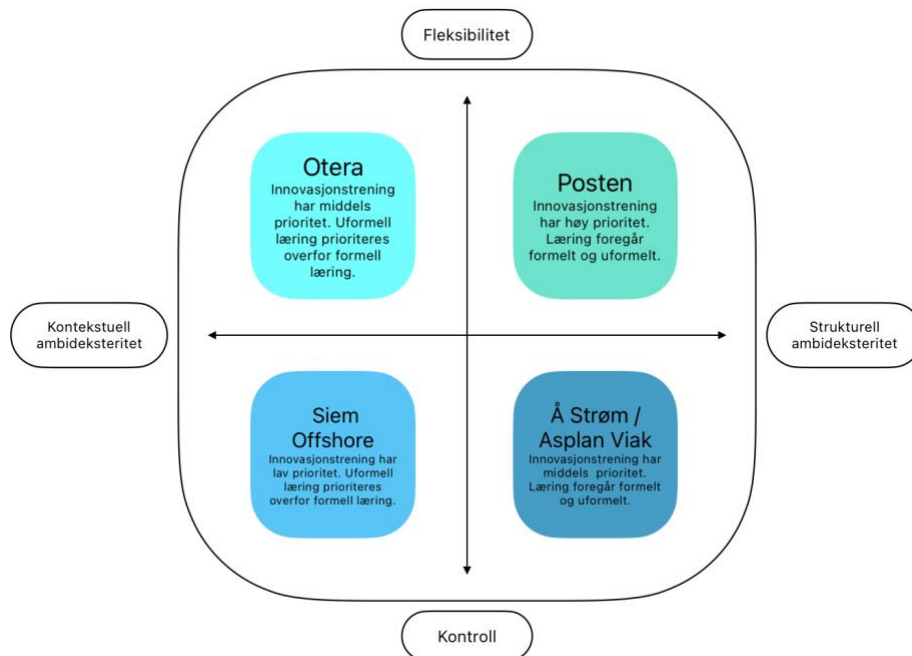 Fleksibilitet
Otera
Innovasjonstrening
har middels
prioritet. Uformell
læring prioriteres
overfor formell
læring.
Posten
Innovasjonstrening
har høy prioritet.
Læring foregår
formelt og uformelt.
Kontekstuell
ambideksteritet
Strukturell
ambideksteritet
Siem
Offshore
Innovasjonstrening har
lav prioritet. Uformell
læring prioriteres
overfor formell læring.
Å Strøm /
Asplan Viak
Innovasjonstrening har
middels prioritet.
Læring foregår formelt
og uformelt.
Kontroll